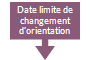 Date limite de
changement
d'orientation